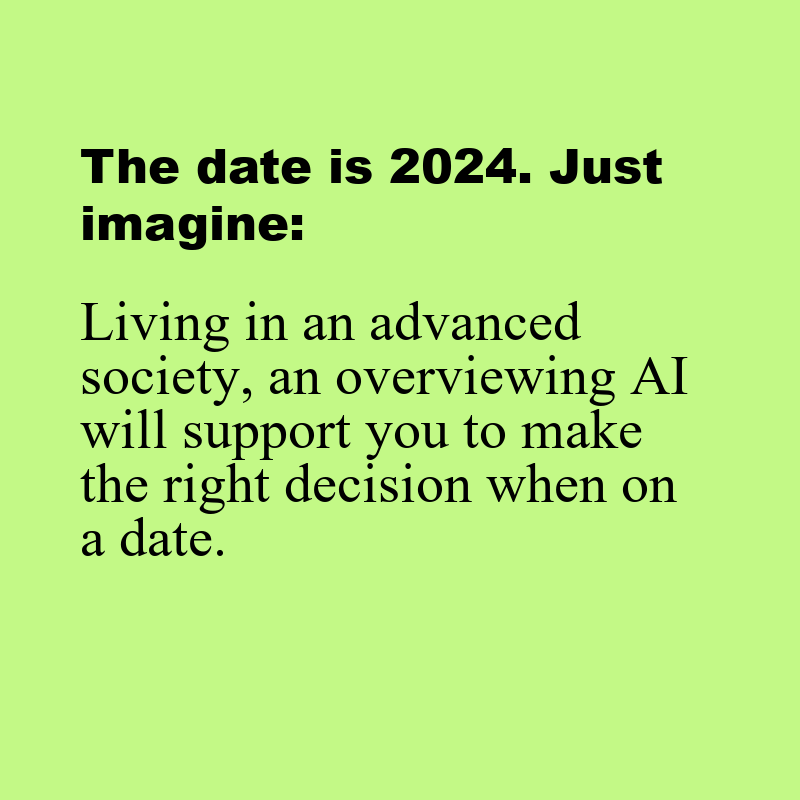 The date is 2024. Just
imagine:
Living in an advanced
society, an overviewing AI
will support you to make
the right decision when on
a date.